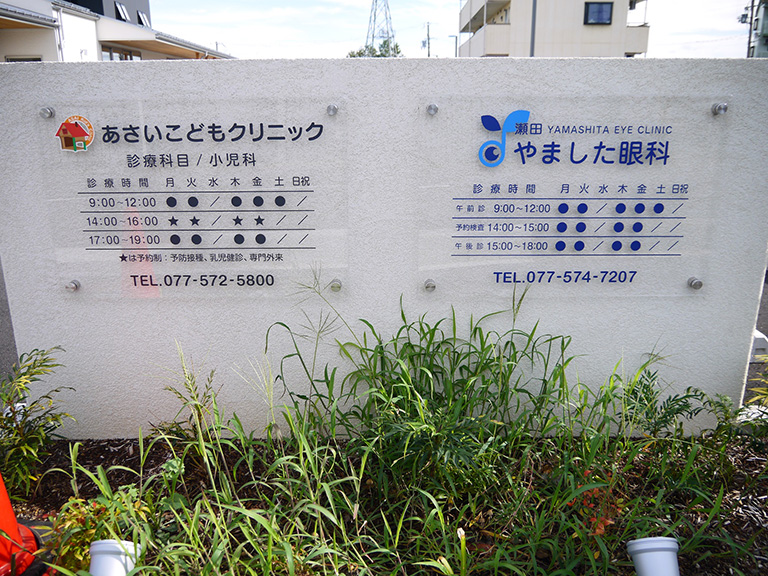 あさいこどもクリニック
診療科目 / 小児科
診療時間 月 火 水 木 金 土 日祝
9:00~12:00 ● ● ／ ● ● ● ／
14:00~16:00 ★ ★ ／ ★ ★ ／ ／
17:00~19:00 ● ● ／ ● ● ／ ／
★は予約制：予防接種、乳児健診、専門外来
TEL.077-572-5800
瀬田 YAMASHITA EYE CLINIC
やました眼科
診療時間 月 火 水 木 金 土 日祝
午前診 9:00~12:00 ● ● ／ ● ● ● ／
予約検査 14:00~15:00 ● ● ／ ● ● ／ ／
午後診 15:00~18:00 ● ● ／ ● ● ／ ／
TEL.077-574-7207